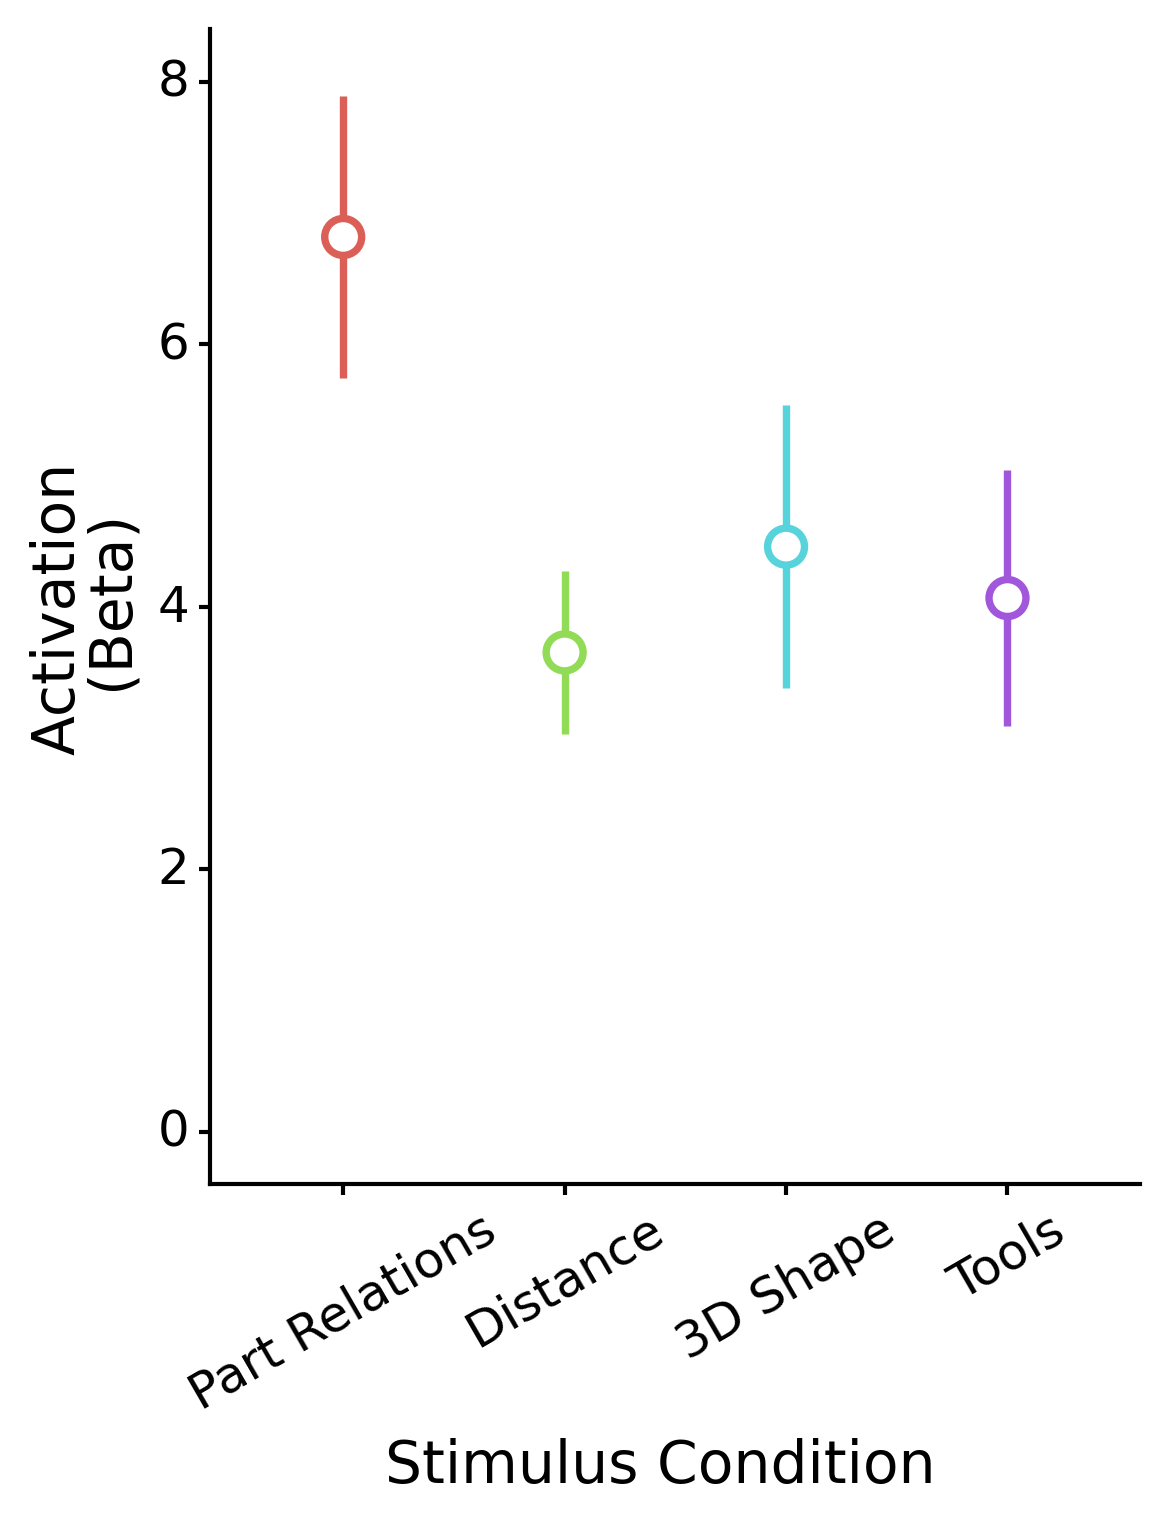 8
6
4
2
0
Activation
(Beta)
Part Relations
Distance
3D Shape
Tools
Stimulus Condition